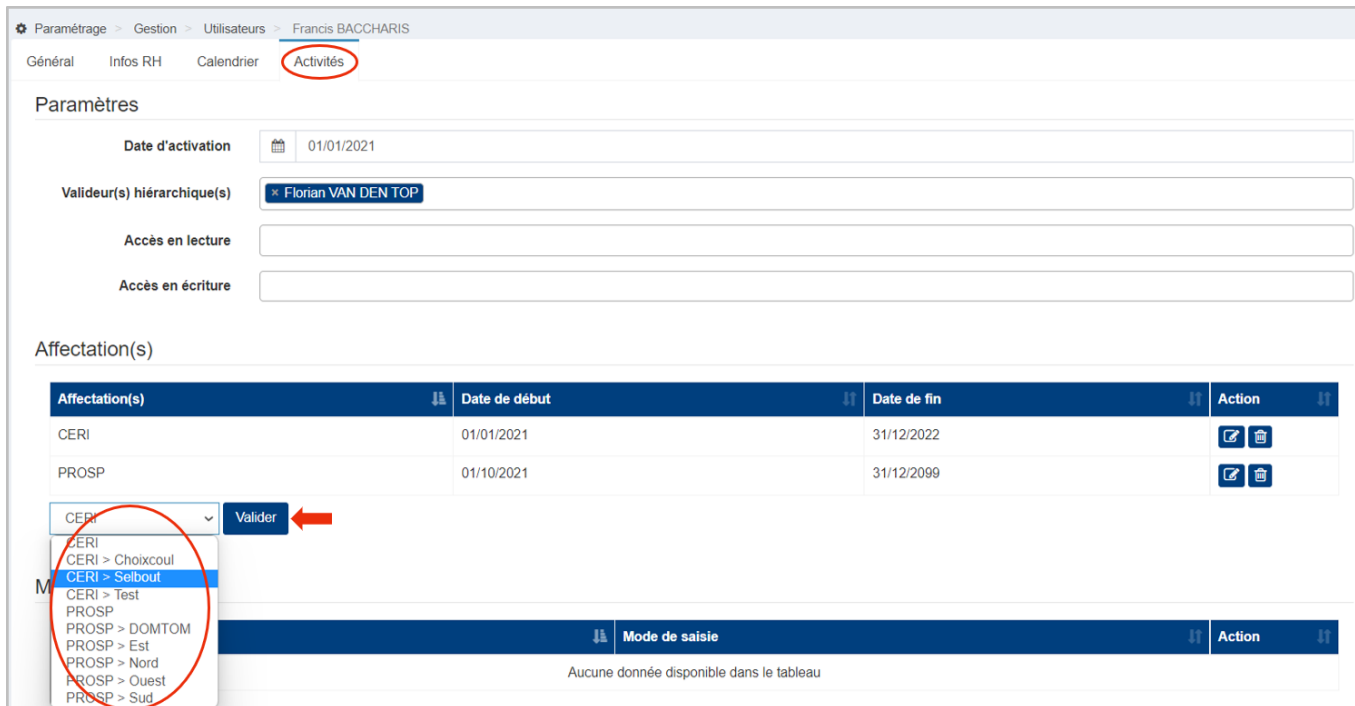 Paramétrage > Gestion > Utilisateurs > Francis BACCHARIS
Général Infos RH Calendrier Activités
Paramètres
Date d'activation 01/01/2021
Valideur(s) hiérarchique(s) × Florian VAN DEN TOP
Accès en lecture
Accès en écriture
Affectation(s)
Affectation(s) Date de début Date de fin Action
CERI 01/01/2021 31/12/2022
PROSP 01/10/2021 31/12/2099
CERI Valider
CERI
CERI > Choixcoul
CERI > Selbout
M
CERI > Test
PROSP
PROSP > DOMTOM
PROSP > Est
Mode de saisie Action
PROSP > Nord
Aucune donnée disponible dans le tableau
PROSP > Ouest
PROSP > Sud